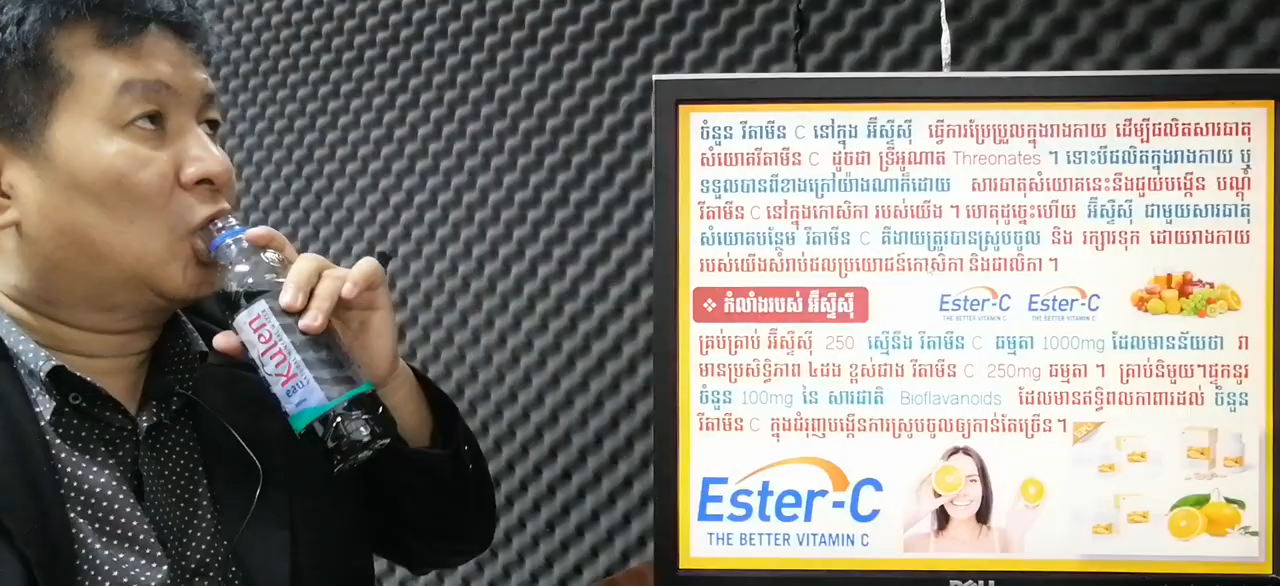 ចំនួន វីតាមីន C នៅក្នុង អ៊ីស្ទឺស៊ី ធ្វើការប្រែប្រួលក្នុងរាងកាយ ដើម្បីផលិតសារធាតុ
សំយោគវីតាមីន C ដូចជា ទ្រីអូណាត Threonates ។ ទោះបីផលិតក្នុងរាងកាយ ឬ
ទទួលបានពីខាងក្រៅយ៉ាងណាក៏ដោយ សារធាតុសំយោគនេះនឹងជួយបង្កើន បណ្តុំ
វីតាមីន C នៅក្នុងកោសិកា របស់យើង ។ ហេតុដូច្នេះហើយ អ៊ីស្ទឺស៊ី ជាមួយសារធាតុ
សំយោគបន្ថែម វីតាមីន C គឺងាយត្រូវបានស្រូបចូល និង រក្សារទុក ដោយរាងកាយ
របស់យើងសំរាប់ផលប្រយោជន៍កោសិកា និងជាលិកា ។
❖ កំលាំងរបស់ អ៊ីស្ទឺស៊ី
Ester-C Ester-C
THE BETTER VITAMIN C THE BETTER VITAMIN C
គ្រប់គ្រាប់ អ៊ីស្ទឺស៊ី 250 ស្មើនឹង វីតាមីន C ធម្មតា 1000mg ដែលមានន័យថា វា
មានប្រសិទ្ធិភាព ៤ដង ខ្ពស់ជាង វីតាមីន C 250mg ធម្មតា ។ គ្រាប់និមួយៗផ្ទុកនូវ
ចំនួន 100mg នៃ សារជាតិ Bioflavanoids ដែលមានឥទ្ធិពលភាពារដល់ ចំនួន
វីតាមីន C ក្នុងជំរុញបង្កើនការស្រូបចូលឲ្យកាន់តែច្រើន។
Ester-C
THE BETTER VITAMIN C
Kulen